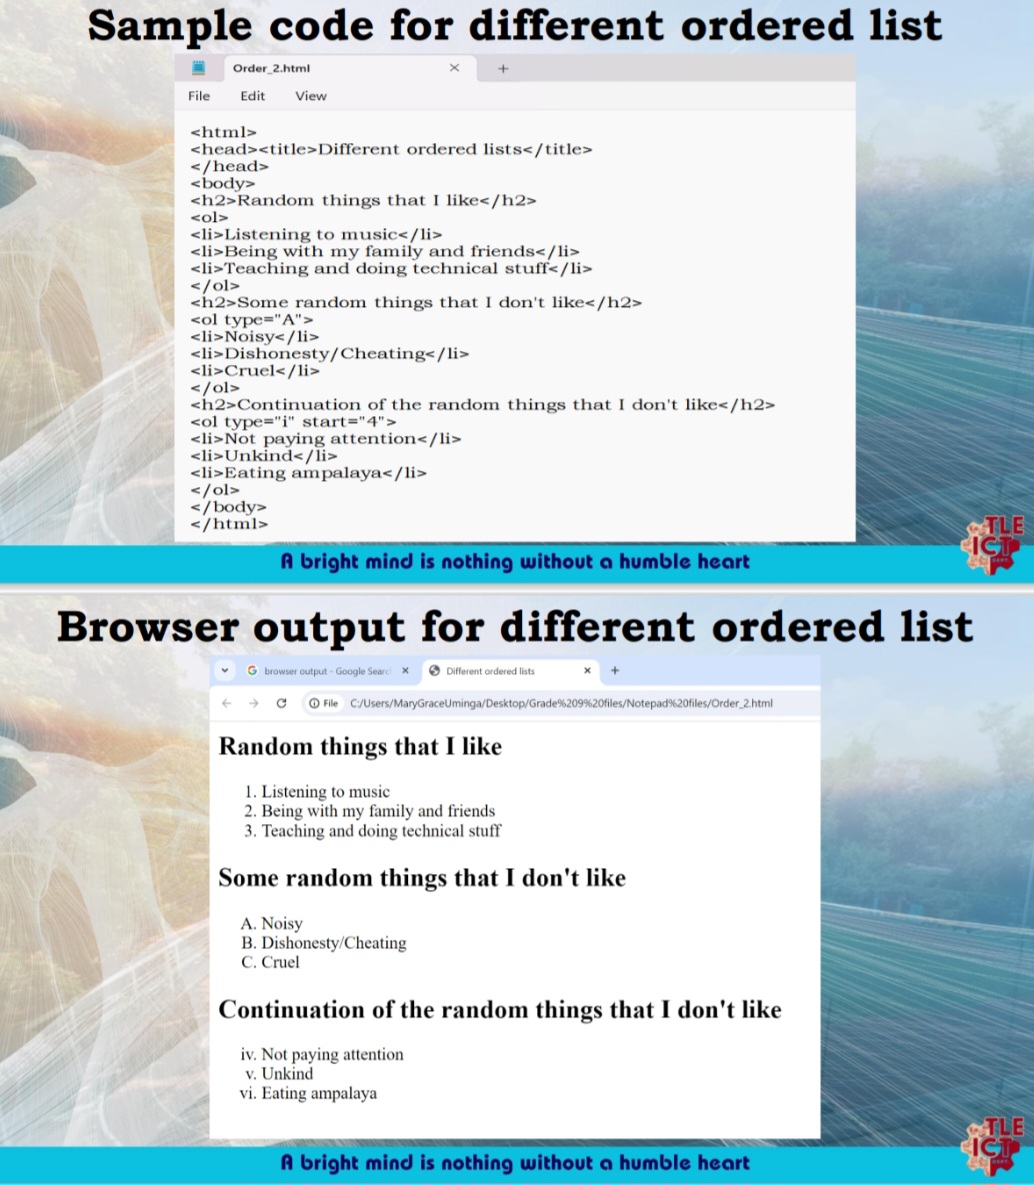 Sample code for different ordered list
Order_2.html
File Edit View
<html>
<head><title>Different ordered lists</title>
</head>
<body>
<h2>Random things that I like</h2>
<ol>
<li>Listening to music</li>
<li>Being with my family and friends</li>
<li>Teaching and doing technical stuff</li>
</ol>
<h2>Some random things that I don't like</h2>
<ol type="A">
<li>Noisy</li>
<li>Dishonesty/Cheating</li>
<li>Cruel</li>
</ol>
<h2>Continuation of the random things that I don't like</h2>
<ol type="i" start="4">
<li>Not paying attention</li>
<li>Unkind</li>
<li>Eating ampalaya</li>
</ol>
</body>
</html>
TLE
ICT
A bright mind is nothing without a humble heart
Browser output for different ordered list
browser output - Google Searc
Different ordered lists
File C:/Users/MaryGraceUminga/Desktop/Grade%209%20files/Notepad%20files/Order_2.html
Random things that I like
1. Listening to music
2. Being with my family and friends
3. Teaching and doing technical stuff
Some random things that I don't like
A. Noisy
B. Dishonesty/Cheating
C. Cruel
Continuation of the random things that I don't like
iv. Not paying attention
v. Unkind
vi. Eating ampalaya
TLE
ICT
A bright mind is nothing without a humble heart